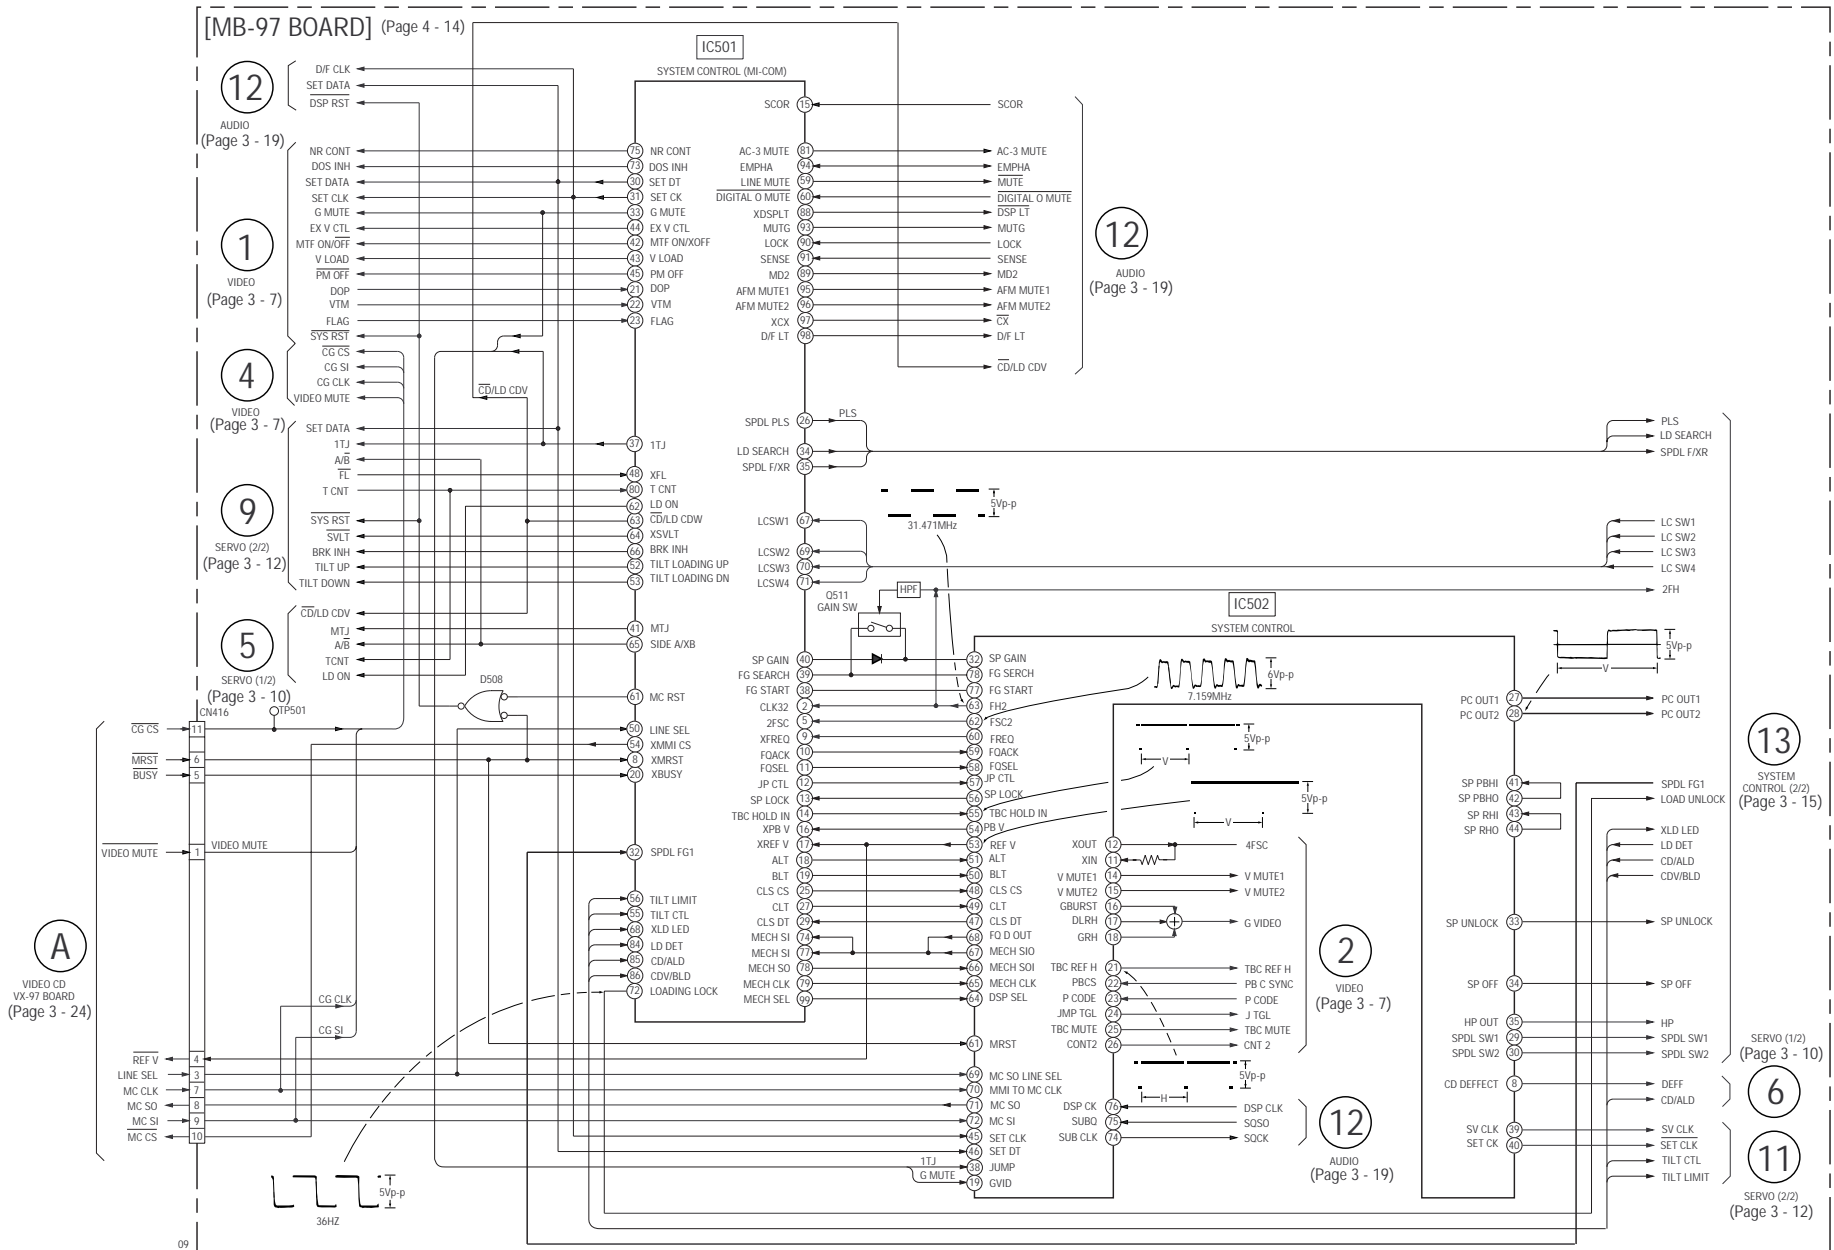 [MB-97 BOARD] (Page 4 - 14)
IC501
SYSTEM CONTROL (MI-COM)
12
AUDIO
(Page 3 - 19)
D/F CLK
SET DATA
DSP RST
1
VIDEO
(Page 3 - 7)
NR CONT
DOS INH
SET DATA
SET CLK
G MUTE
EX V CTL
MTF ON/OFF
V LOAD
PM OFF
DOP
VTM
FLAG
SYS RST
4
VIDEO
(Page 3 - 7)
CG CS
CG SI
CG CLK
VIDEO MUTE
9
SERVO (2/2)
(Page 3 - 12)
SET DATA
1TJ
A/B
FL
T CNT
SYS RST
SVLT
BRK INH
TILT UP
TILT DOWN
5
SERVO (1/2)
(Page 3 - 10)
CD/LD CDV
MTJ
A/B
TCNT
LD ON
CD/LD CDV
75 NR CONT
73 DOS INH
30 SET DT
31 SET CK
33 G MUTE
44 EX V CTL
42 MTF ON/XOFF
43 V LOAD
45 PM OFF
21 DOP
22 VTM
23 FLAG
37 1TJ
48 XFL
80 T CNT
62 LD ON
63 CD/LD CDW
64 XSVLT
66 BRK INH
52 TILT LOADING UP
53 TILT LOADING DN
41 MTJ
65 SIDE A/XB
61 MC RST
50 LINE SEL
54 XMMI CS
8 XMRST
20 XBUSY
32 SPDL FG1
56 TILT LIMIT
55 TILT CTL
68 XLD LED
84 LD DET
85 CD/ALD
86 CDV/BLD
72 LOADING LOCK
D508
SCOR 15 SCOR
AC-3 MUTE 81 AC-3 MUTE
EMPHA 94 EMPHA
LINE MUTE 59 MUTE
DIGITAL O MUTE 60 DIGITAL O MUTE
XDSPLT 88 DSP LT
MUTG 93 MUTG
LOCK 90 LOCK
SENSE 91 SENSE
MD2 89 MD2
AFM MUTE1 95 AFM MUTE1
AFM MUTE2 96 AFM MUTE2
XCX 97 CX
D/F LT 98 D/F LT
CD/LD CDV
12
AUDIO
(Page 3 - 19)
SPDL PLS 26 PLS
LD SEARCH 34
SPDL F/XR 35
PLS
LD SEARCH
SPDL F/XR
5Vp-p
31.471MHz
LCSW1 67
LCSW2 69
LCSW3 70
LCSW4 71
LC SW1
LC SW2
LC SW3
LC SW4
2FH
Q511
GAIN SW
HPF
IC502
SYSTEM CONTROL
SP GAIN 40 32 SP GAIN
FG SEARCH 39 78 FG SERCH
FG START 38 77 FG START
CLK32 2 63 FH2
2FSC 5 62 FSC2
XFREQ 9 60 FREQ
FQACK 10 59 FQACK
FQSEL 11 58 FQSEL
JP CTL 12 57 JP CTL
SP LOCK 13 56 SP LOCK
TBC HOLD IN 14 55 TBC HOLD IN
XPB V 16 54 PB V
XREF V 17 53 REF V
ALT 18 51 ALT
BLT 19 50 BLT
CLS CS 25 48 CLS CS
CLT 27 49 CLT
CLS DT 29 47 CLS DT
MECH SI 74 68 FQ D OUT
MECH SI 77 67 MECH SIO
MECH SO 78 66 MECH SOI
MECH CLK 79 65 MECH CLK
MECH SEL 99 64 DSP SEL
61 MRST
69 MC SO LINE SEL
70 MMI TO MC CLK
71 MC SO
72 MC SI
45 SET CLK
46 SET DT
38 JUMP
19 GVID
1TJ
G MUTE
6Vp-p
7.159MHz
5Vp-p
V
5Vp-p
V
5Vp-p
V
XOUT 12 4FSC
XIN 11
V MUTE1 14 V MUTE1
V MUTE2 15 V MUTE2
GBURST 16
DLRH 17 G VIDEO
GRH 18
TBC REF H 21 TBC REF H
PBCS 22 PB C SYNC
P CODE 23 P CODE
JMP TGL 24 J TGL
TBC MUTE 25 TBC MUTE
CONT2 26 CNT 2
2
VIDEO
(Page 3 - 7)
5Vp-p
H
DSP CK 76 DSP CLK
SUBQ 75 SQSO
SUB CLK 74 SQCK
12
AUDIO
(Page 3 - 19)
PC OUT1 27 PC OUT1
PC OUT2 28 PC OUT2
SP PBHI 41
SP PBHO 42
SP RHI 43
SP RHO 44
SPDL FG1
LOAD UNLOCK
XLD LED
LD DET
CD/ALD
CDV/BLD
SP UNLOCK 33 SP UNLOCK
SP OFF 34 SP OFF
HP OUT 35 HP
SPDL SW1 29 SPDL SW1
SPDL SW2 30 SPDL SW2
CD DEFFECT 8 DEFF
CD/ALD
SV CLK 39 SV CLK
SET CK 40 SET CLK
TILT CTL
TILT LIMIT
13
SYSTEM
CONTROL (2/2)
(Page 3 - 15)
SERVO (1/2)
(Page 3 - 10)
6
11
SERVO (2/2)
(Page 3 - 12)
CN416
TP501
CG CS 11
MRST 6
BUSY 5
VIDEO MUTE 1 VIDEO MUTE
A
VIDEO CD
VX-97 BOARD
(Page 3 - 24)
CG CLK
CG SI
REF V 4
LINE SEL 3
MC CLK 7
MC SO 8
MC SI 9
MC CS 10
5Vp-p
36HZ
09